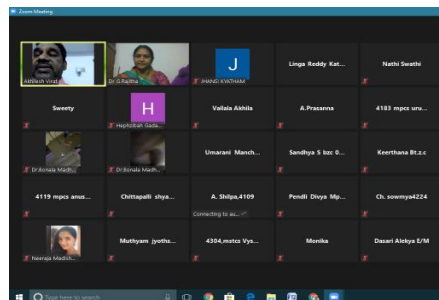 Zoom Meeting
Akhilesh Virat
Dr G.Rajitha
J
JHANSI KYATHAM
Linga Reddy Kat...
Nathi Swathi
Sweety
H
Hephzibah Gada...
Vallala Akhila
A.Prasanna
4183 mpcs uru...
Dr.Bonala Madh...
Dr.Bonala Madh...
Umarani Manch...
Sandhya S bzc 0...
Keerthana Bt.z.c
4119 mpcs anus...
Chittapalli shya...
A. Shilpa,4109
Connecting to au...
Pendli Divya Mp...
Ch. sowmya4224
Neeraja Madish...
Muthyam jyoths...
4304,mstcs Vys...
Monika
Dasari Alekya E/M
Type here to search